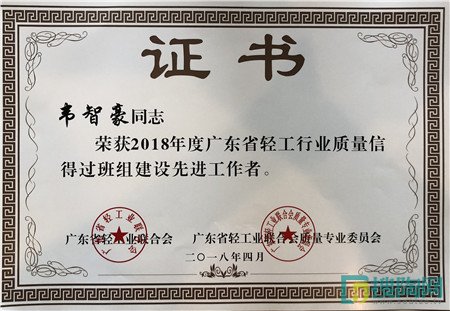 证书
韦智豪同志
荣获2018年度广东省轻工行业质量信
得过班组建设先进工作者。
广东省轻工业联合会 广东省轻工业联合会质量专业委员会
二〇一八年四月